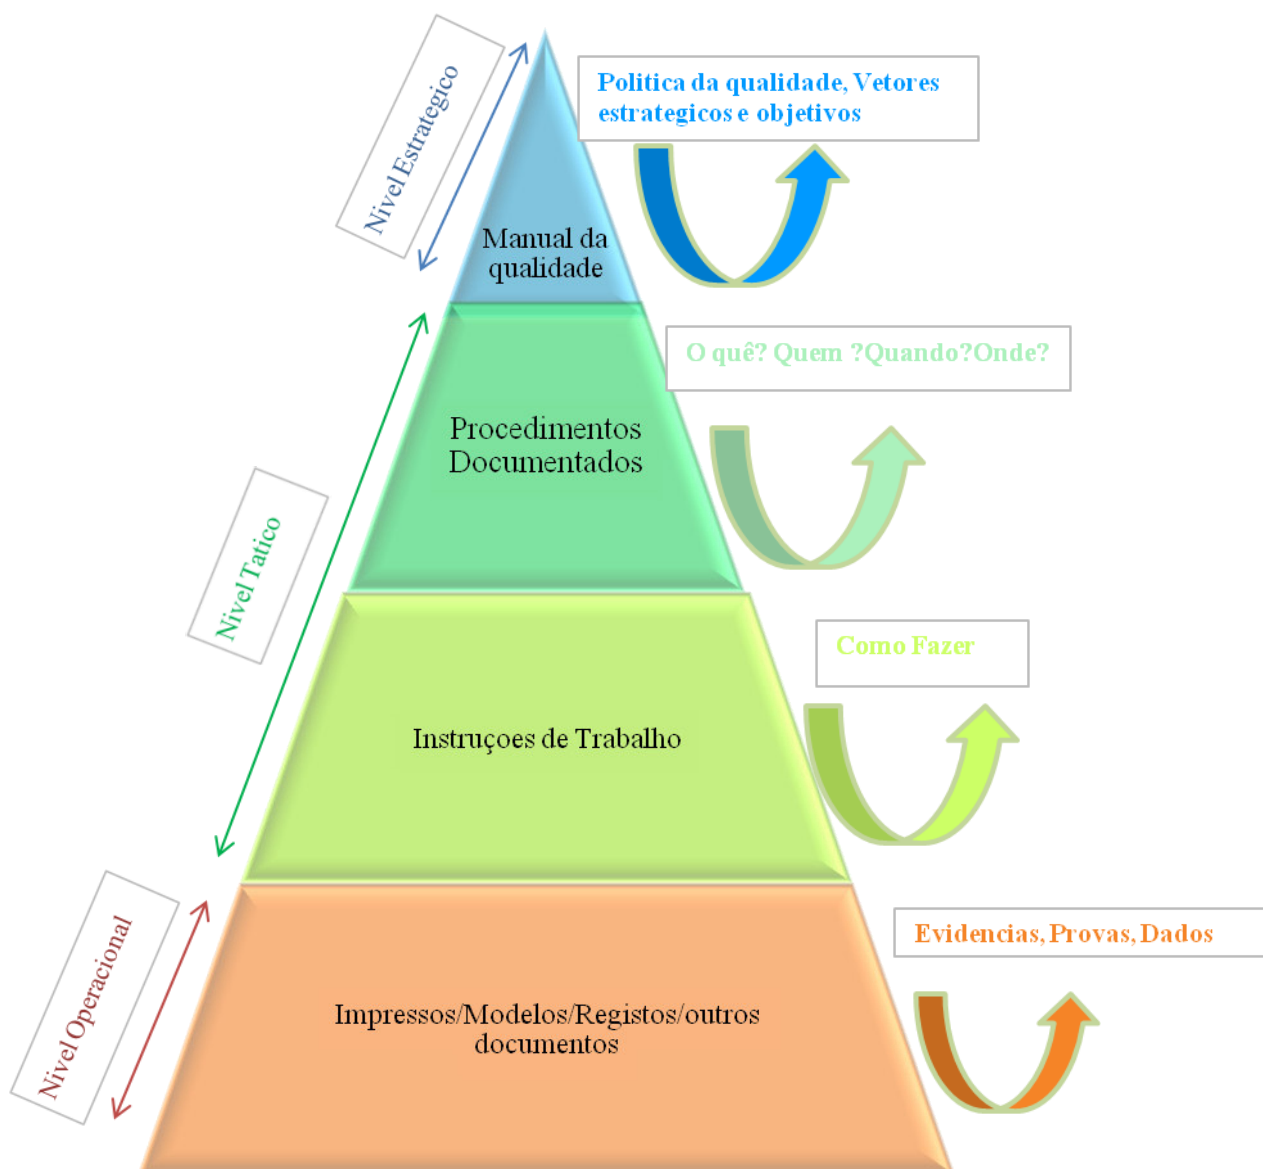 Nivel Estrategico
Politica da qualidade, Vetores
estrategicos e objetivos
Manual da
qualidade
O quê? Quem ?Quando?Onde?
Procedimentos
Documentados
Nivel Tatico
Como Fazer
Instruçoes de Trabalho
Nivel Operacional
Evidencias, Provas, Dados
Impressos/Modelos/Registos/outros
documentos